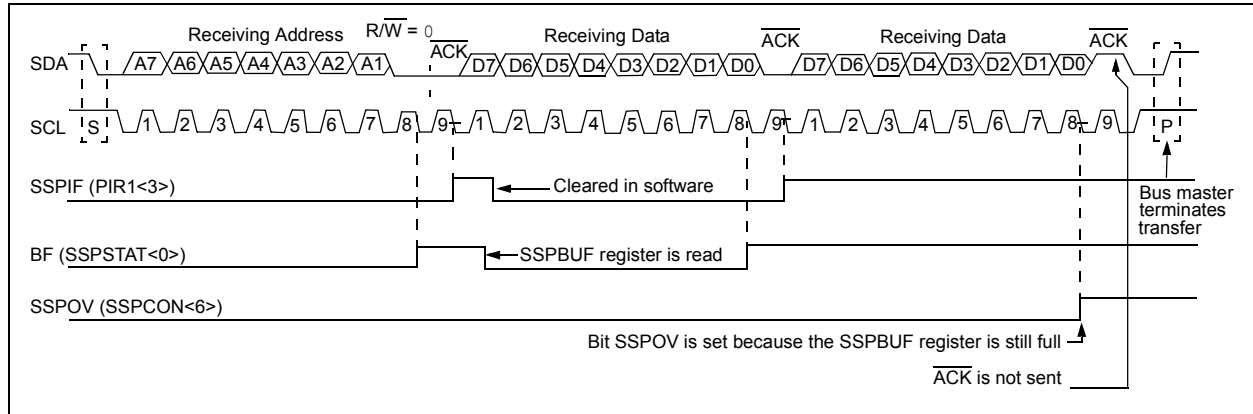 Receiving Address R/W̅ = 0 Receiving Data Receiving Data
A̅C̅K̅ A̅C̅K̅ A̅C̅K̅
SDA A7 A6 A5 A4 A3 A2 A1 D7 D6 D5 D4 D3 D2 D1 D0 D7 D6 D5 D4 D3 D2 D1 D0
SCL S 1 2 3 4 5 6 7 8 9 1 2 3 4 5 6 7 8 9 1 2 3 4 5 6 7 8 9 P
SSPIF (PIR1<3>) Cleared in software
Bus master
terminates
transfer
BF (SSPSTAT<0>) SSPBUF register is read
SSPOV (SSPCON<6>)
Bit SSPOV is set because the SSPBUF register is still full
A̅C̅K̅ is not sent